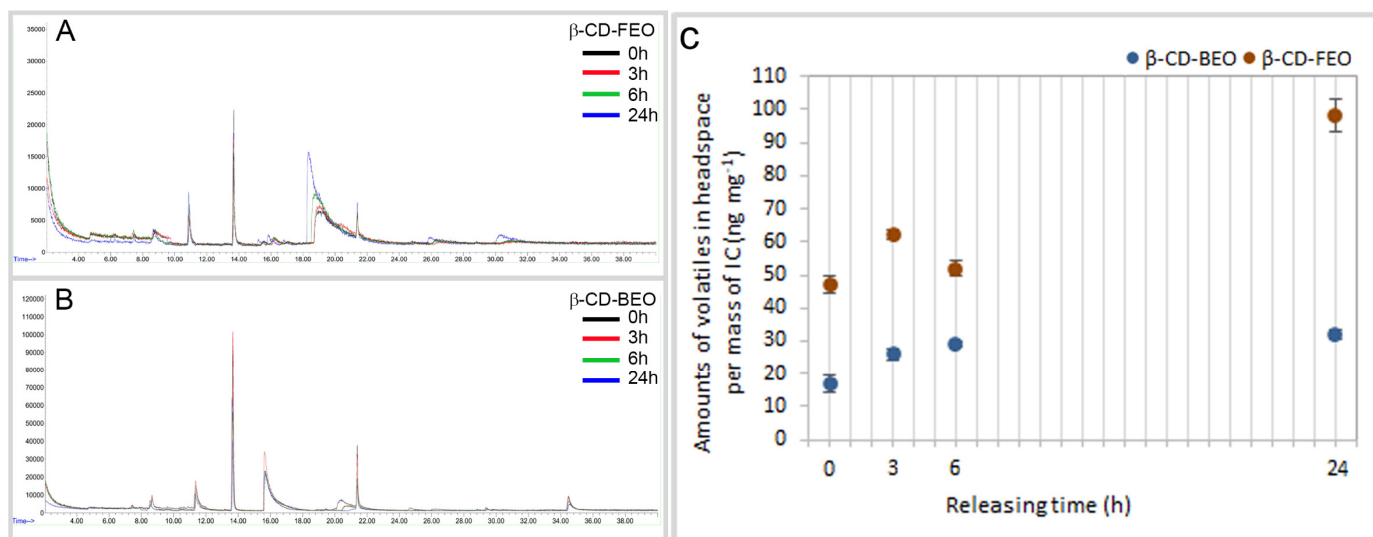 A
β-CD-FEO
0h
3h
6h
24h
35000
30000
25000
20000
15000
10000
5000
0
Time-->
4.00 6.00 8.00 10.00 12.00 14.00 16.00 18.00 20.00 22.00 24.00 26.00 28.00 30.00 32.00 34.00 36.00 38.00
B
β-CD-BEO
0h
3h
6h
24h
120000
110000
100000
90000
80000
70000
60000
50000
40000
30000
20000
10000
0
Time-->
4.00 6.00 8.00 10.00 12.00 14.00 16.00 18.00 20.00 22.00 24.00 26.00 28.00 30.00 32.00 34.00 36.00 38.00
C
β-CD-BEO β-CD-FEO
Amounts of volatiles in headspace
per mass of IC (ng mg⁻¹)
110
100
90
80
70
60
50
40
30
20
10
0
0 3 6 24
Releasing time (h)